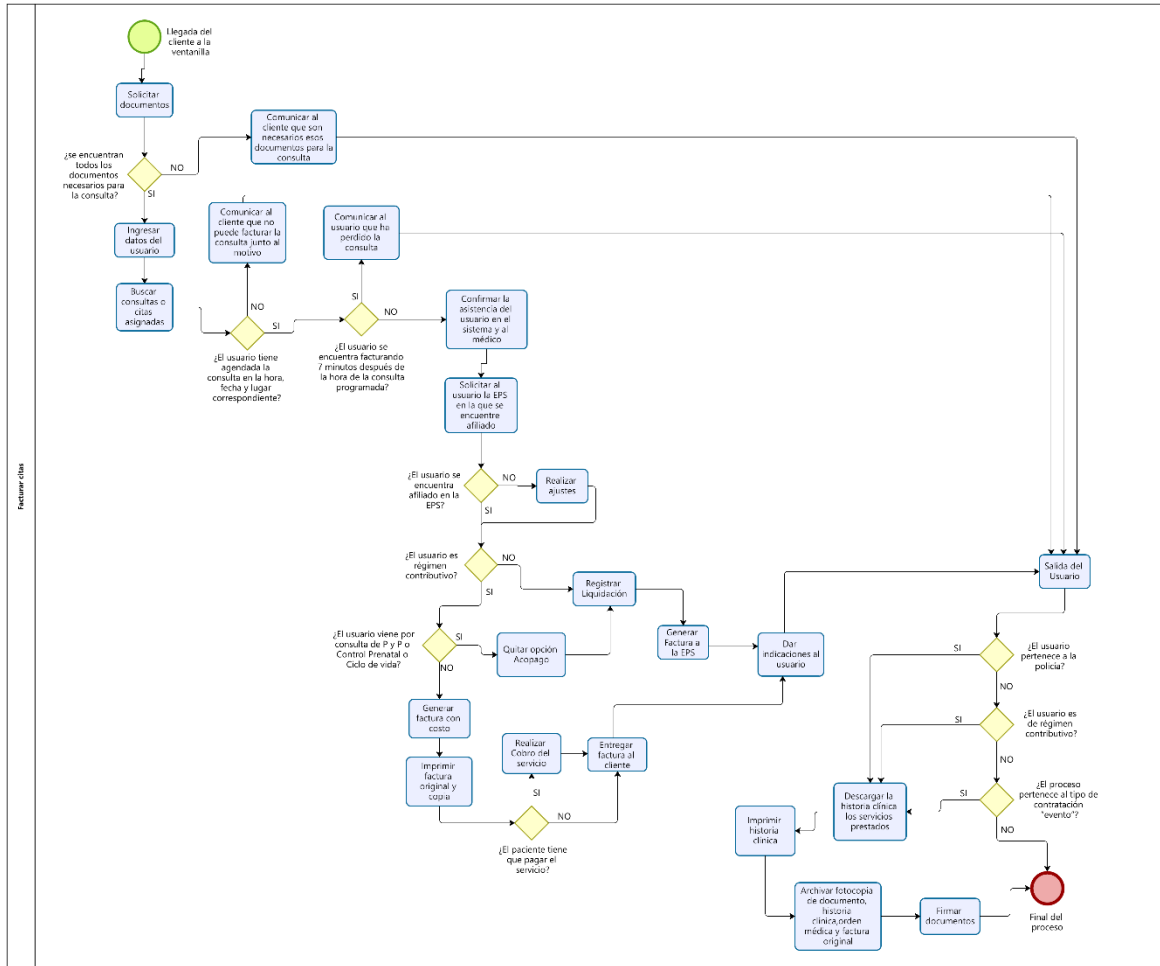 Facturar citas
Llegada del
cliente a la
ventanilla
Solicitar
documentos
Comunicar al
cliente que son
necesarios esos
documentos para la
consulta
¿se encuentran
todos los
documentos
necesarios para
la consulta?
NO
SI
Ingresar
datos del
usuario
Buscar
consultas o
citas
asignadas
Comunicar al
cliente que no
puede facturar la
consulta junto al
motivo
Comunicar al
usuario que ha
perdido la
consulta
NO
SI
SI
NO
¿El usuario tiene
agendada la
consulta en la hora,
fecha y lugar
correspondiente?
¿El usuario se
encuentra facturando
7 minutos después de
la hora de la consulta
programada?
Confirmar la
asistencia del
usuario en el
sistema y al
médico
Solicitar al
usuario la EPS
en la que se
encuentre
afiliado
¿El usuario se
encuentra
afiliado en la
EPS?
NO
SI
Realizar
ajustes
¿El usuario es
régimen
contributivo?
NO
SI
Registrar
Liquidación
¿El usuario viene por
consulta de P y P o
Control Prenatal o
Ciclo de vida?
SI
NO
Quitar opción
Acopago
Generar
Factura a
la EPS
Dar
indicaciones al
usuario
Salida del
Usuario
Generar
factura con
costo
Imprimir
factura
original y
copia
Realizar
Cobro del
servicio
Entregar
factura al
cliente
SI
NO
¿El paciente tiene
que pagar el
servicio?
¿El usuario
pertenece a la
policia?
SI
NO
¿El usuario es
de régimen
contributivo?
SI
NO
¿El proceso
pertenece al tipo de
contratación
"evento"?
SI
NO
Descargar la
historia clínica
los servicios
prestados
Imprimir
historia
clínica
Archivar fotocopia
de documento,
historia
clínica,orden
médica y factura
original
Firmar
documentos
Final del
proceso